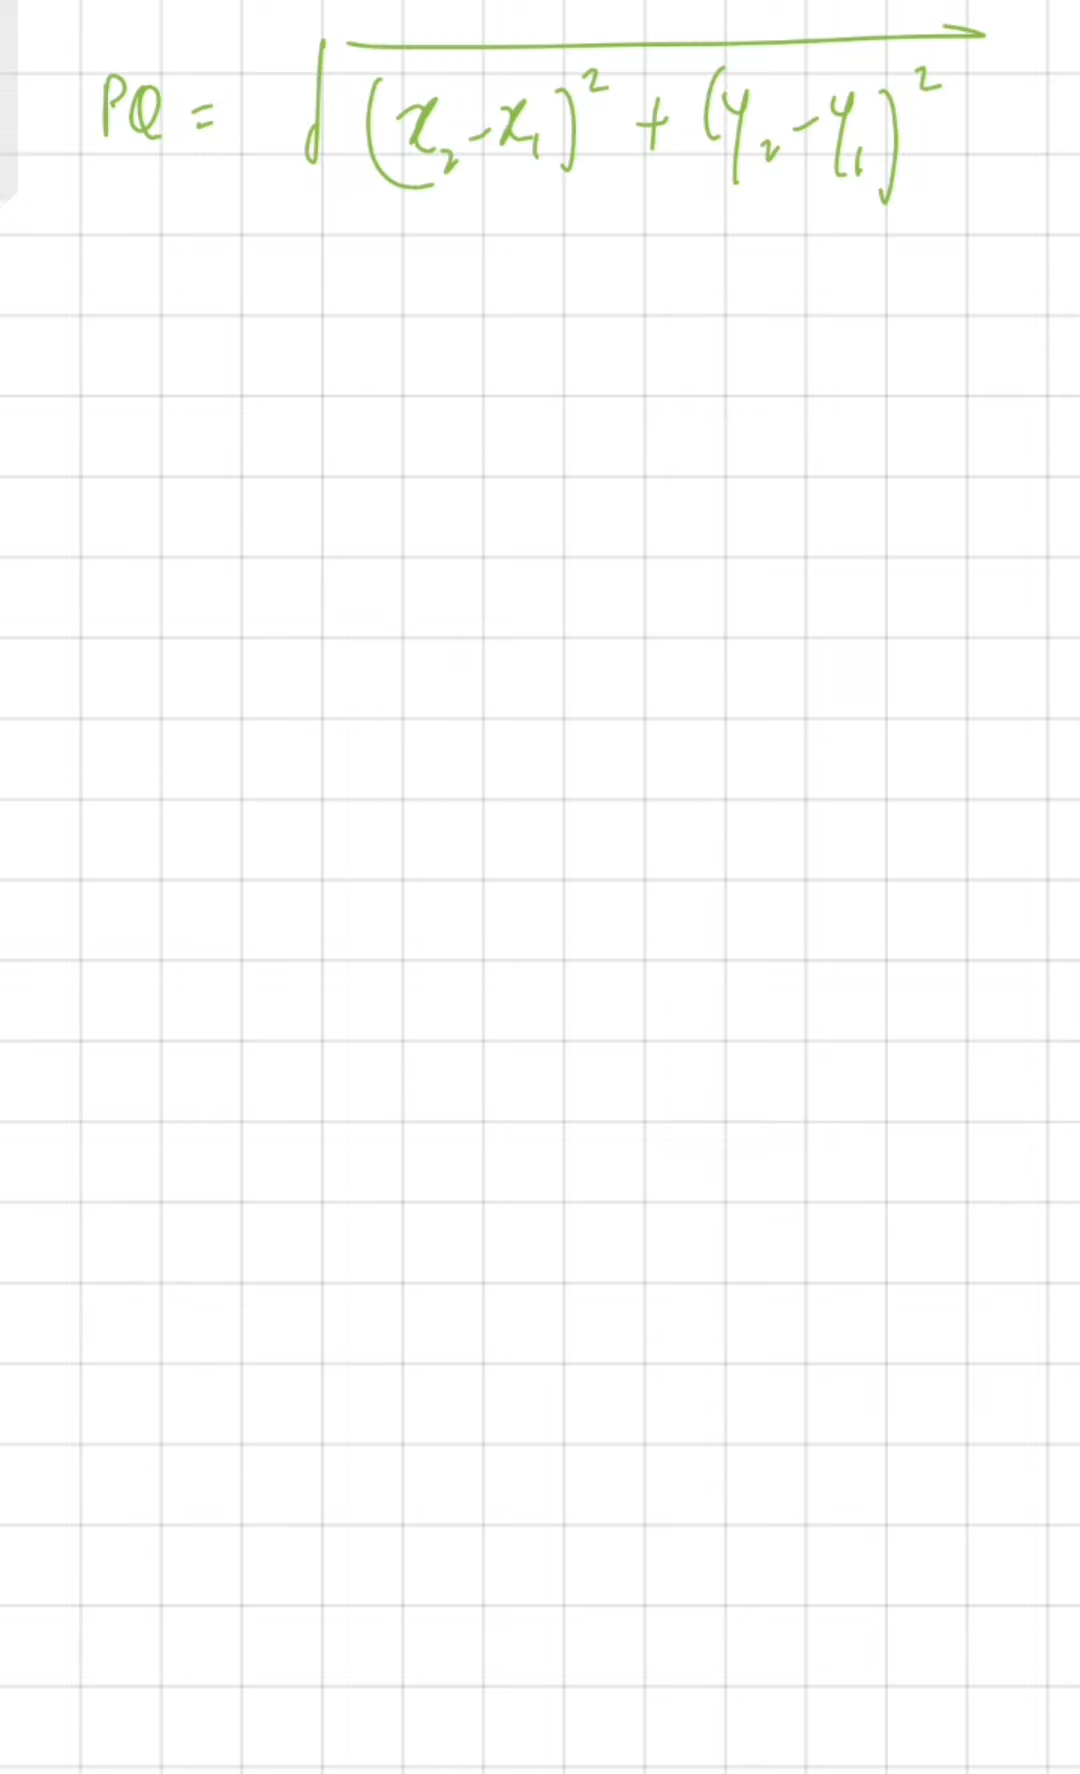 PQ = √(x₂-x₁)² + (y₂-y₁)²